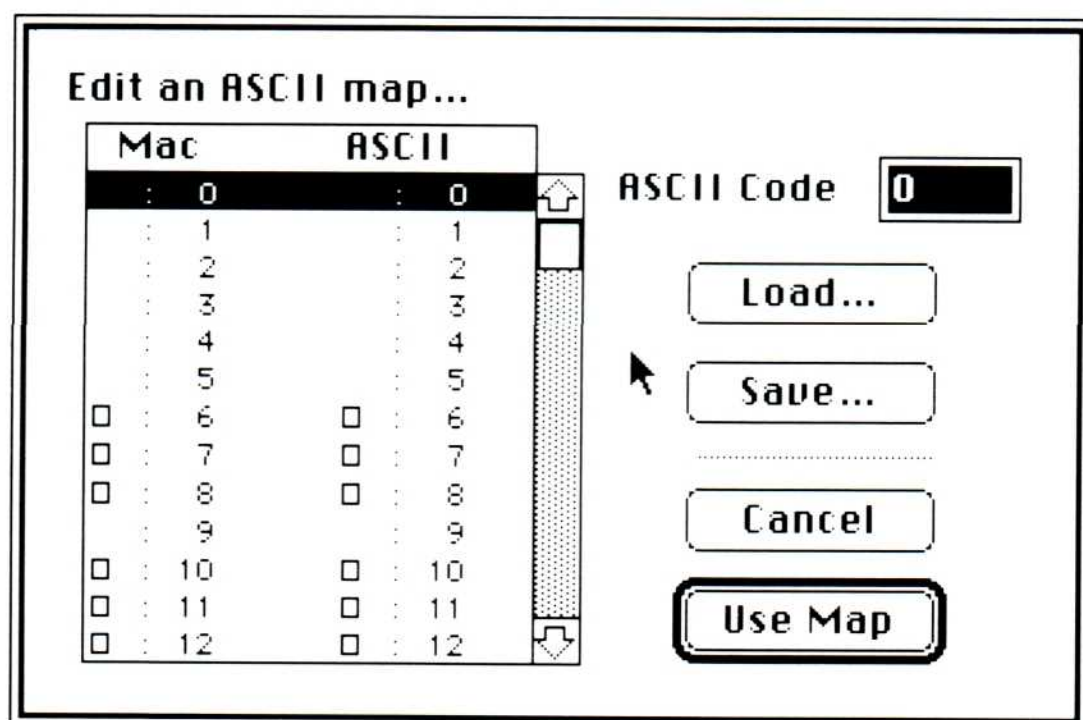 Edit an ASCII map...
Mac ASCII
: 0 : 0
: 1 : 1
: 2 : 2
: 3 : 3
: 4 : 4
: 5 : 5
□ : 6 □ : 6
□ : 7 □ : 7
□ : 8 □ : 8
: 9 : 9
□ : 10 □ : 10
□ : 11 □ : 11
□ : 12 □ : 12
ASCII Code 0
Load...
Save...
Cancel
Use Map